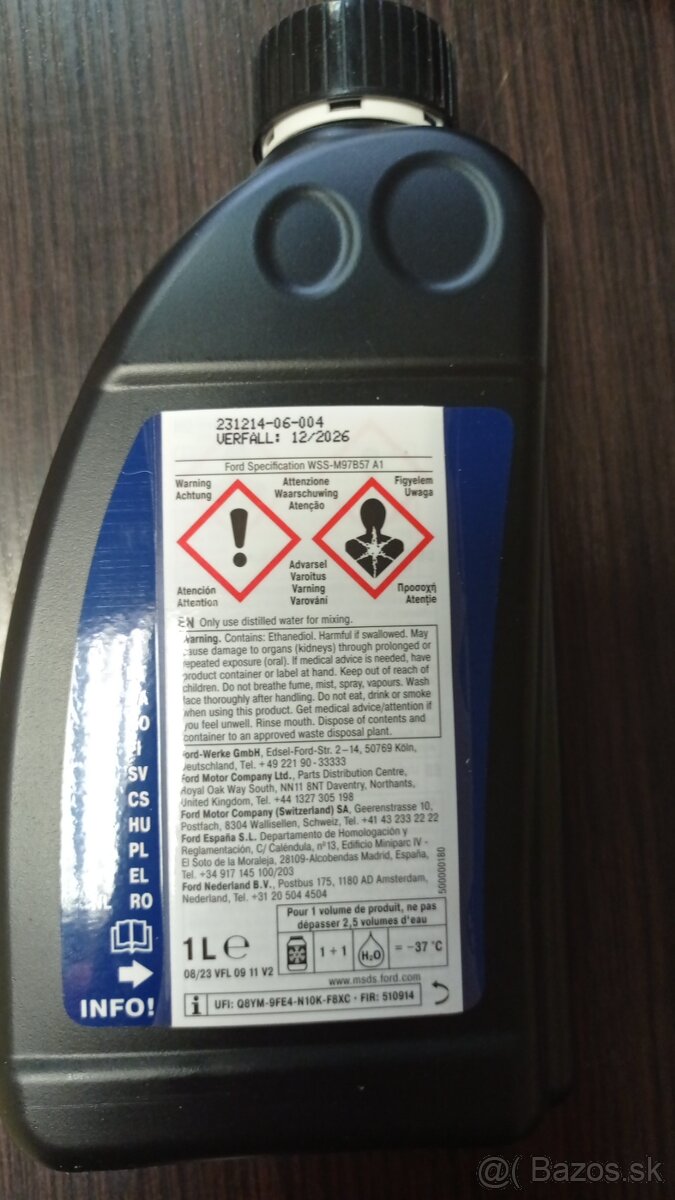 231214-06-004
VERFALL: 12/2026
Ford Specification WSS-M97B57 A1
Warning
Achtung
Attenzione
Waarschuwing
Atenção
Figyelem
Uwaga
Atención
Attention
Advarsel
Varoitus
Varning
Varování
Προσοχή
Atenție
EN Only use distilled water for mixing.
Warning. Contains: Ethanediol. Harmful if swallowed. May
cause damage to organs (kidneys) through prolonged or
repeated exposure (oral). If medical advice is needed, have
product container or label at hand. Keep out of reach of
children. Do not breathe fume, mist, spray, vapours. Wash
face thoroughly after handling. Do not eat, drink or smoke
when using this product. Get medical advice/attention if
you feel unwell. Rinse mouth. Dispose of contents and
container to an approved waste disposal plant.
Ford-Werke GmbH, Edsel-Ford-Str. 2–14, 50769 Köln,
Deutschland, Tel. +49 221 90-33333
Ford Motor Company Ltd., Parts Distribution Centre,
Royal Oak Way South, NN11 8NT Daventry, Northants,
United Kingdom, Tel. +44 1327 305 198
Ford Motor Company (Switzerland) SA, Geerenstrasse 10,
Postfach, 8304 Wallisellen, Schweiz, Tel. +41 43 233 22 22
Ford España S.L. Departamento de Homologación y
Reglamentación, C/ Caléndula, nº13, Edificio Miniparc IV -
El Soto de la Moraleja, 28109-Alcobendas Madrid, España,
Tel. +34 917 145 100/203
Ford Nederland B.V., Postbus 175, 1180 AD Amsterdam,
Nederland, Tel. +31 20 504 4504
500000180
SV
CS
HU
PL
EL
RO
INFO!
Pour 1 volume de produit, ne pas
dépasser 2,5 volumes d'eau
1L e
1 + 1
H₂O
= -37 °C
08/23 VFL 09 11 V2
www.msds.ford.com
i UFI: Q8YM-9FE4-N10K-F8XC · FIR: 510914
@( Bazos.sk